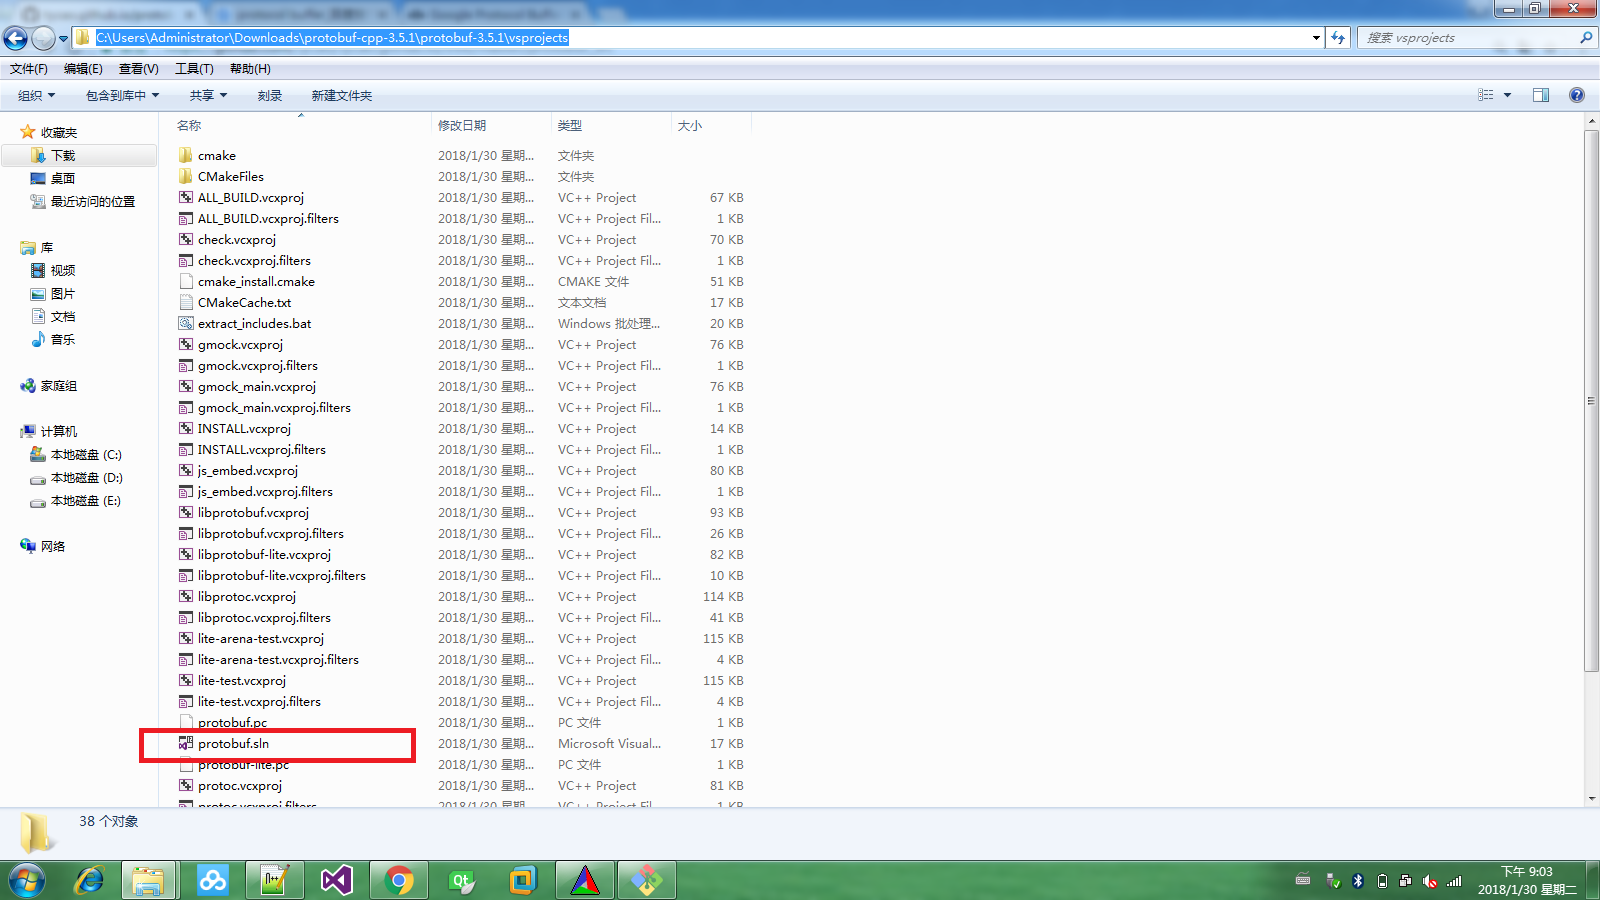 C:\Users\Administrator\Downloads\protobuf-cpp-3.5.1\protobuf-3.5.1\vsprojects
搜索 vsprojects
文件(F) 编辑(E) 查看(V) 工具(T) 帮助(H)
组织 包含到库中 共享 刻录 新建文件夹
收藏夹
下载
桌面
最近访问的位置
库
视频
图片
文档
音乐
家庭组
计算机
本地磁盘 (C:)
本地磁盘 (D:)
本地磁盘 (E:)
网络
名称 修改日期 类型 大小
cmake 2018/1/30 星期... 文件夹
CMakeFiles 2018/1/30 星期... 文件夹
ALL_BUILD.vcxproj 2018/1/30 星期... VC++ Project 67 KB
ALL_BUILD.vcxproj.filters 2018/1/30 星期... VC++ Project Fil... 1 KB
check.vcxproj 2018/1/30 星期... VC++ Project 70 KB
check.vcxproj.filters 2018/1/30 星期... VC++ Project Fil... 1 KB
cmake_install.cmake 2018/1/30 星期... CMAKE 文件 51 KB
CMakeCache.txt 2018/1/30 星期... 文本文档 17 KB
extract_includes.bat 2018/1/30 星期... Windows 批处理... 20 KB
gmock.vcxproj 2018/1/30 星期... VC++ Project 76 KB
gmock.vcxproj.filters 2018/1/30 星期... VC++ Project Fil... 1 KB
gmock_main.vcxproj 2018/1/30 星期... VC++ Project 76 KB
gmock_main.vcxproj.filters 2018/1/30 星期... VC++ Project Fil... 1 KB
INSTALL.vcxproj 2018/1/30 星期... VC++ Project 14 KB
INSTALL.vcxproj.filters 2018/1/30 星期... VC++ Project Fil... 1 KB
js_embed.vcxproj 2018/1/30 星期... VC++ Project 80 KB
js_embed.vcxproj.filters 2018/1/30 星期... VC++ Project Fil... 1 KB
libprotobuf.vcxproj 2018/1/30 星期... VC++ Project 93 KB
libprotobuf.vcxproj.filters 2018/1/30 星期... VC++ Project Fil... 26 KB
libprotobuf-lite.vcxproj 2018/1/30 星期... VC++ Project 82 KB
libprotobuf-lite.vcxproj.filters 2018/1/30 星期... VC++ Project Fil... 10 KB
libprotoc.vcxproj 2018/1/30 星期... VC++ Project 114 KB
libprotoc.vcxproj.filters 2018/1/30 星期... VC++ Project Fil... 41 KB
lite-arena-test.vcxproj 2018/1/30 星期... VC++ Project 115 KB
lite-arena-test.vcxproj.filters 2018/1/30 星期... VC++ Project Fil... 4 KB
lite-test.vcxproj 2018/1/30 星期... VC++ Project 115 KB
lite-test.vcxproj.filters 2018/1/30 星期... VC++ Project Fil... 4 KB
protobuf.pc 2018/1/30 星期... PC 文件 1 KB
protobuf.sln 2018/1/30 星期... Microsoft Visual... 17 KB
protobuf-lite.pc 2018/1/30 星期... PC 文件 1 KB
protoc.vcxproj 2018/1/30 星期... VC++ Project 81 KB
protoc.vcxproj.filters 2018/1/30 星期... VC++ Project Fil... 1 KB
38 个对象
下午 9:03
2018/1/30 星期二